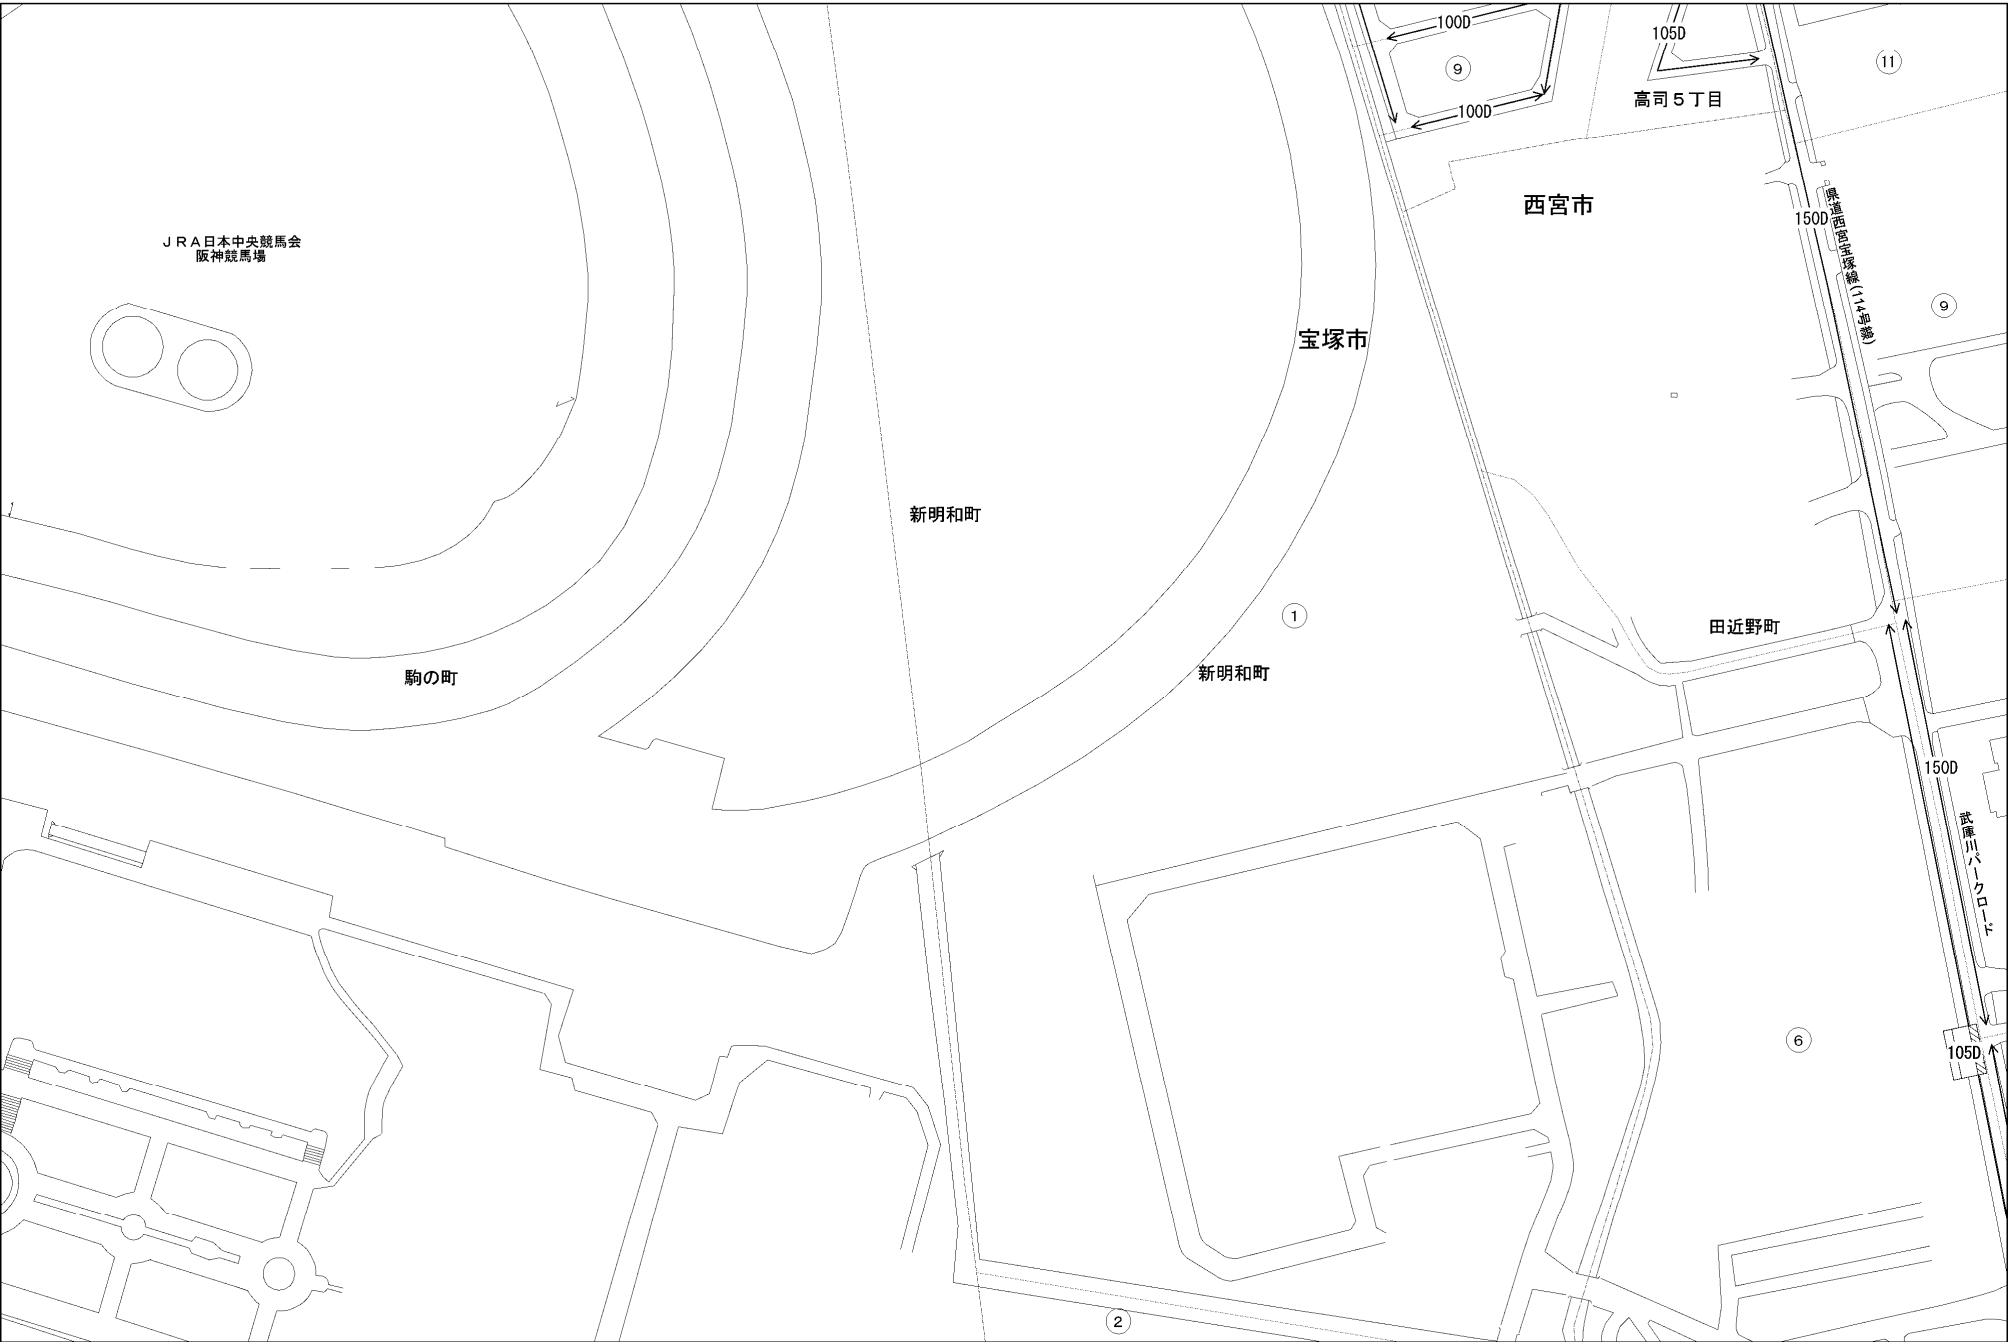 100D
105D
⑨
⑪
高司５丁目
100D
西宮市
150D
県道西宮宝塚線(114号線)
ＪＲＡ日本中央競馬会
阪神競馬場
⑨
宝塚市
新明和町
①
田近野町
駒の町
新明和町
150D
武庫川パークロード
⑥
105D
②